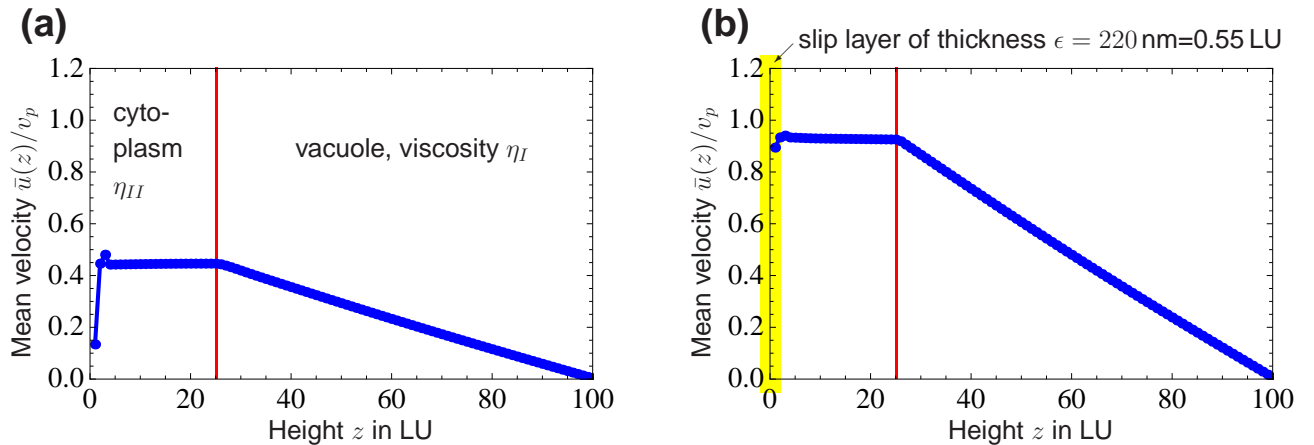 (a)
1.2
1.0
0.8
0.6
0.4
0.2
0.0
Mean velocity ū(z)/v_p
cyto-
plasm
η_{II}
vacuole, viscosity η_I
0 20 40 60 80 100
Height z in LU
(b)
slip layer of thickness ϵ = 220 nm=0.55 LU
1.2
1.0
0.8
0.6
0.4
0.2
0.0
Mean velocity ū(z)/v_p
0 20 40 60 80 100
Height z in LU